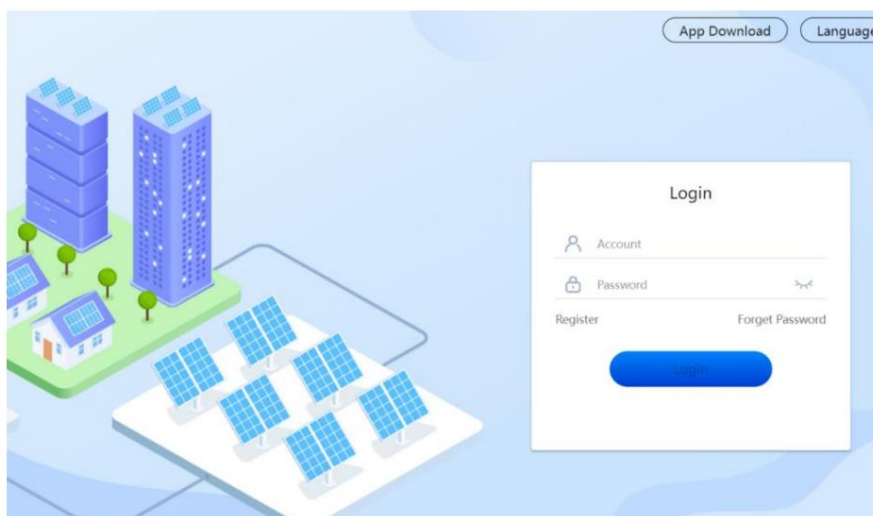 App Download
Language
Login
Account
Password
Register
Forget Password
Login